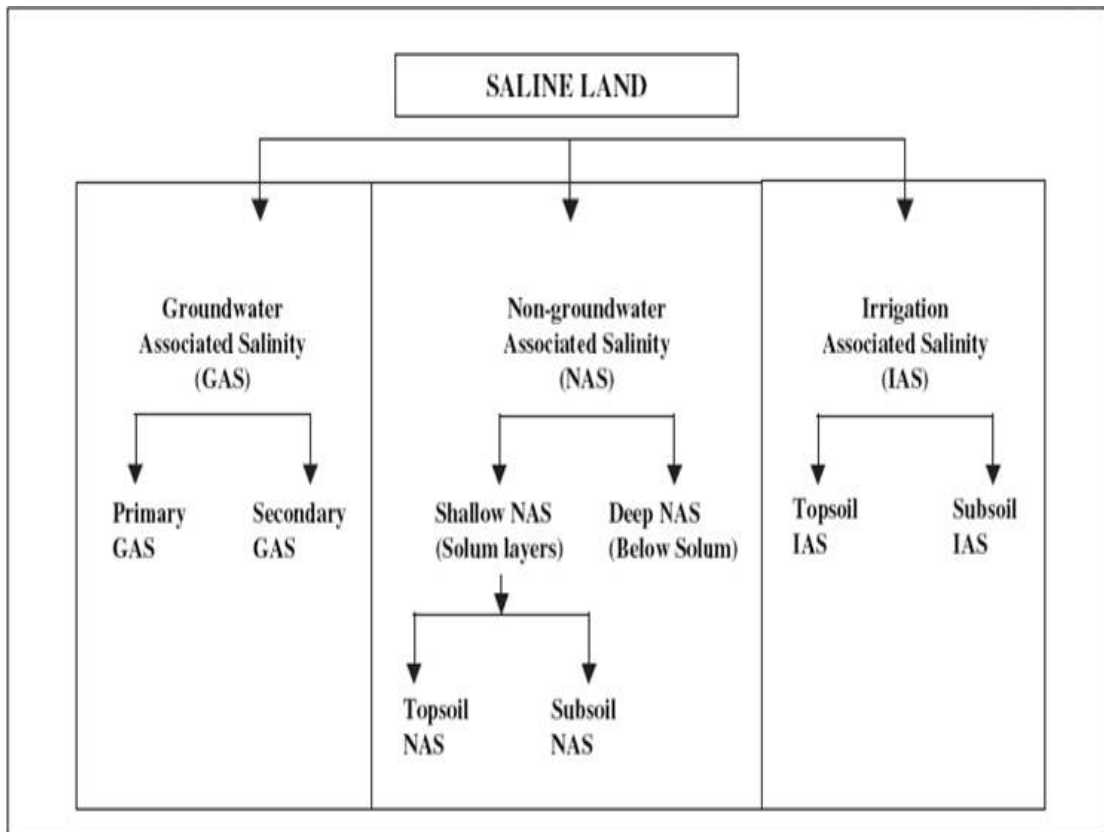 SALINE LAND
Groundwater
Associated Salinity
(GAS)
Non-groundwater
Associated Salinity
(NAS)
Irrigation
Associated Salinity
(IAS)
Primary
GAS
Secondary
GAS
Shallow NAS
(Solum layers)
Deep NAS
(Below Solum)
Topsoil
IAS
Subsoil
IAS
Topsoil
NAS
Subsoil
NAS